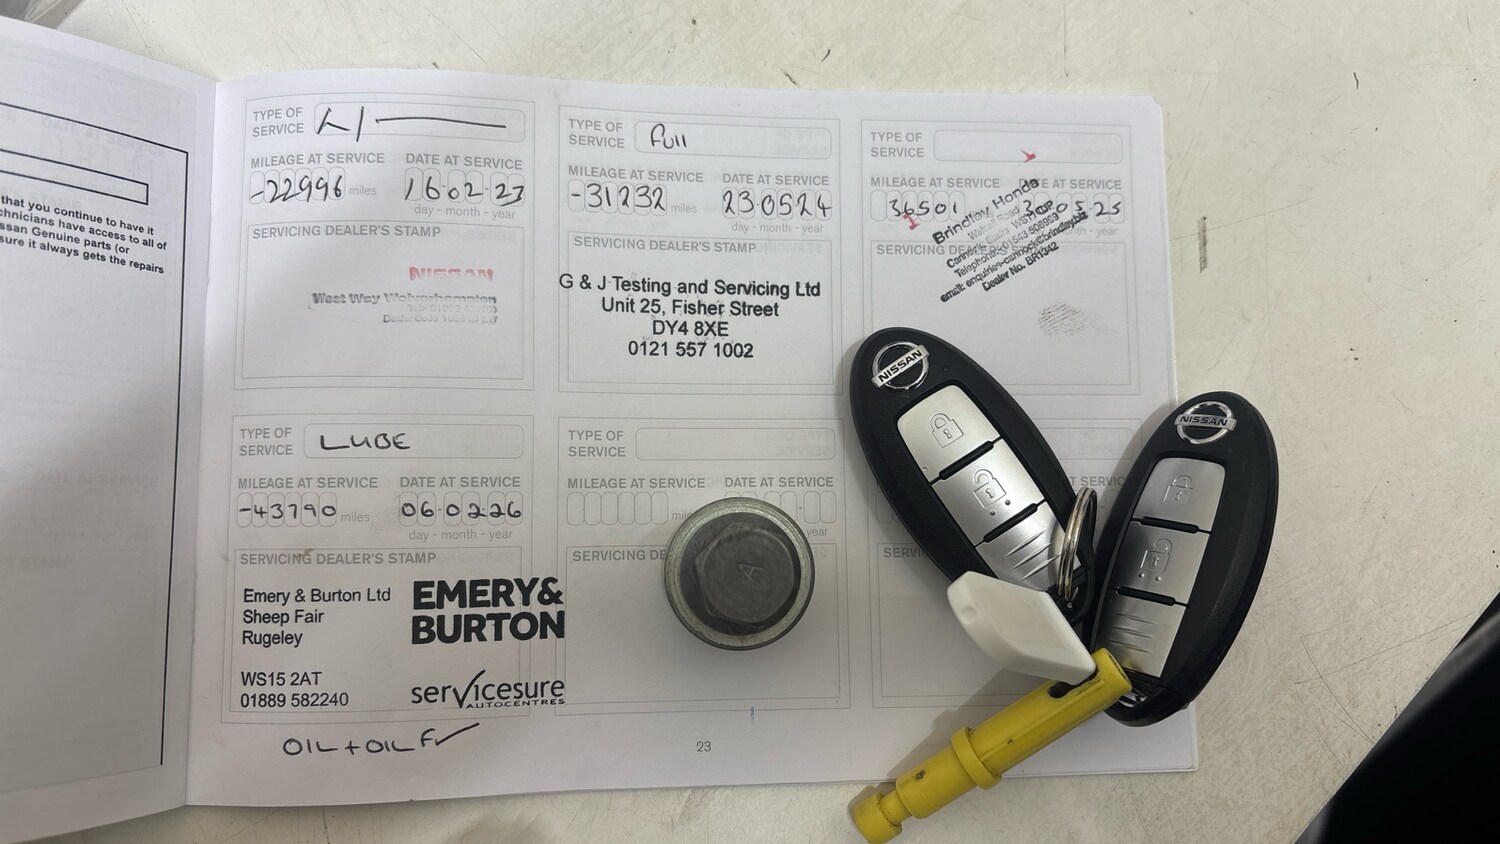 that you continue to have it
chnicians have access to all of
ssan Genuine parts (or
sure it always gets the repairs
TYPE OF
SERVICE
MILEAGE AT SERVICE DATE AT SERVICE
-22996 miles 16 02 23
day - month - year
SERVICING DEALER'S STAMP
NISSAN
West Way Wolverhampton
TYPE OF
SERVICE Full
MILEAGE AT SERVICE DATE AT SERVICE
-31232 miles 23 05 24
day - month - year
SERVICING DEALER'S STAMP
G & J Testing and Servicing Ltd
Unit 25, Fisher Street
DY4 8XE
0121 557 1002
TYPE OF
SERVICE
MILEAGE AT SERVICE DATE AT SERVICE
36501 05 25
Brindley Honda
Dealer No. BR1342
TYPE OF
SERVICE LUBE
MILEAGE AT SERVICE DATE AT SERVICE
-43790 miles 06 02 26
day - month - year
SERVICING DEALER'S STAMP
Emery & Burton Ltd
Sheep Fair
Rugeley
WS15 2AT
01889 582240
EMERY&
BURTON
servicesure
AUTOCENTRES
OIL + OIL F
TYPE OF
SERVICE
MILEAGE AT SERVICE DATE AT SERVICE
year
SERVICING DE
SERVIC
23
NISSAN
NISSAN
A